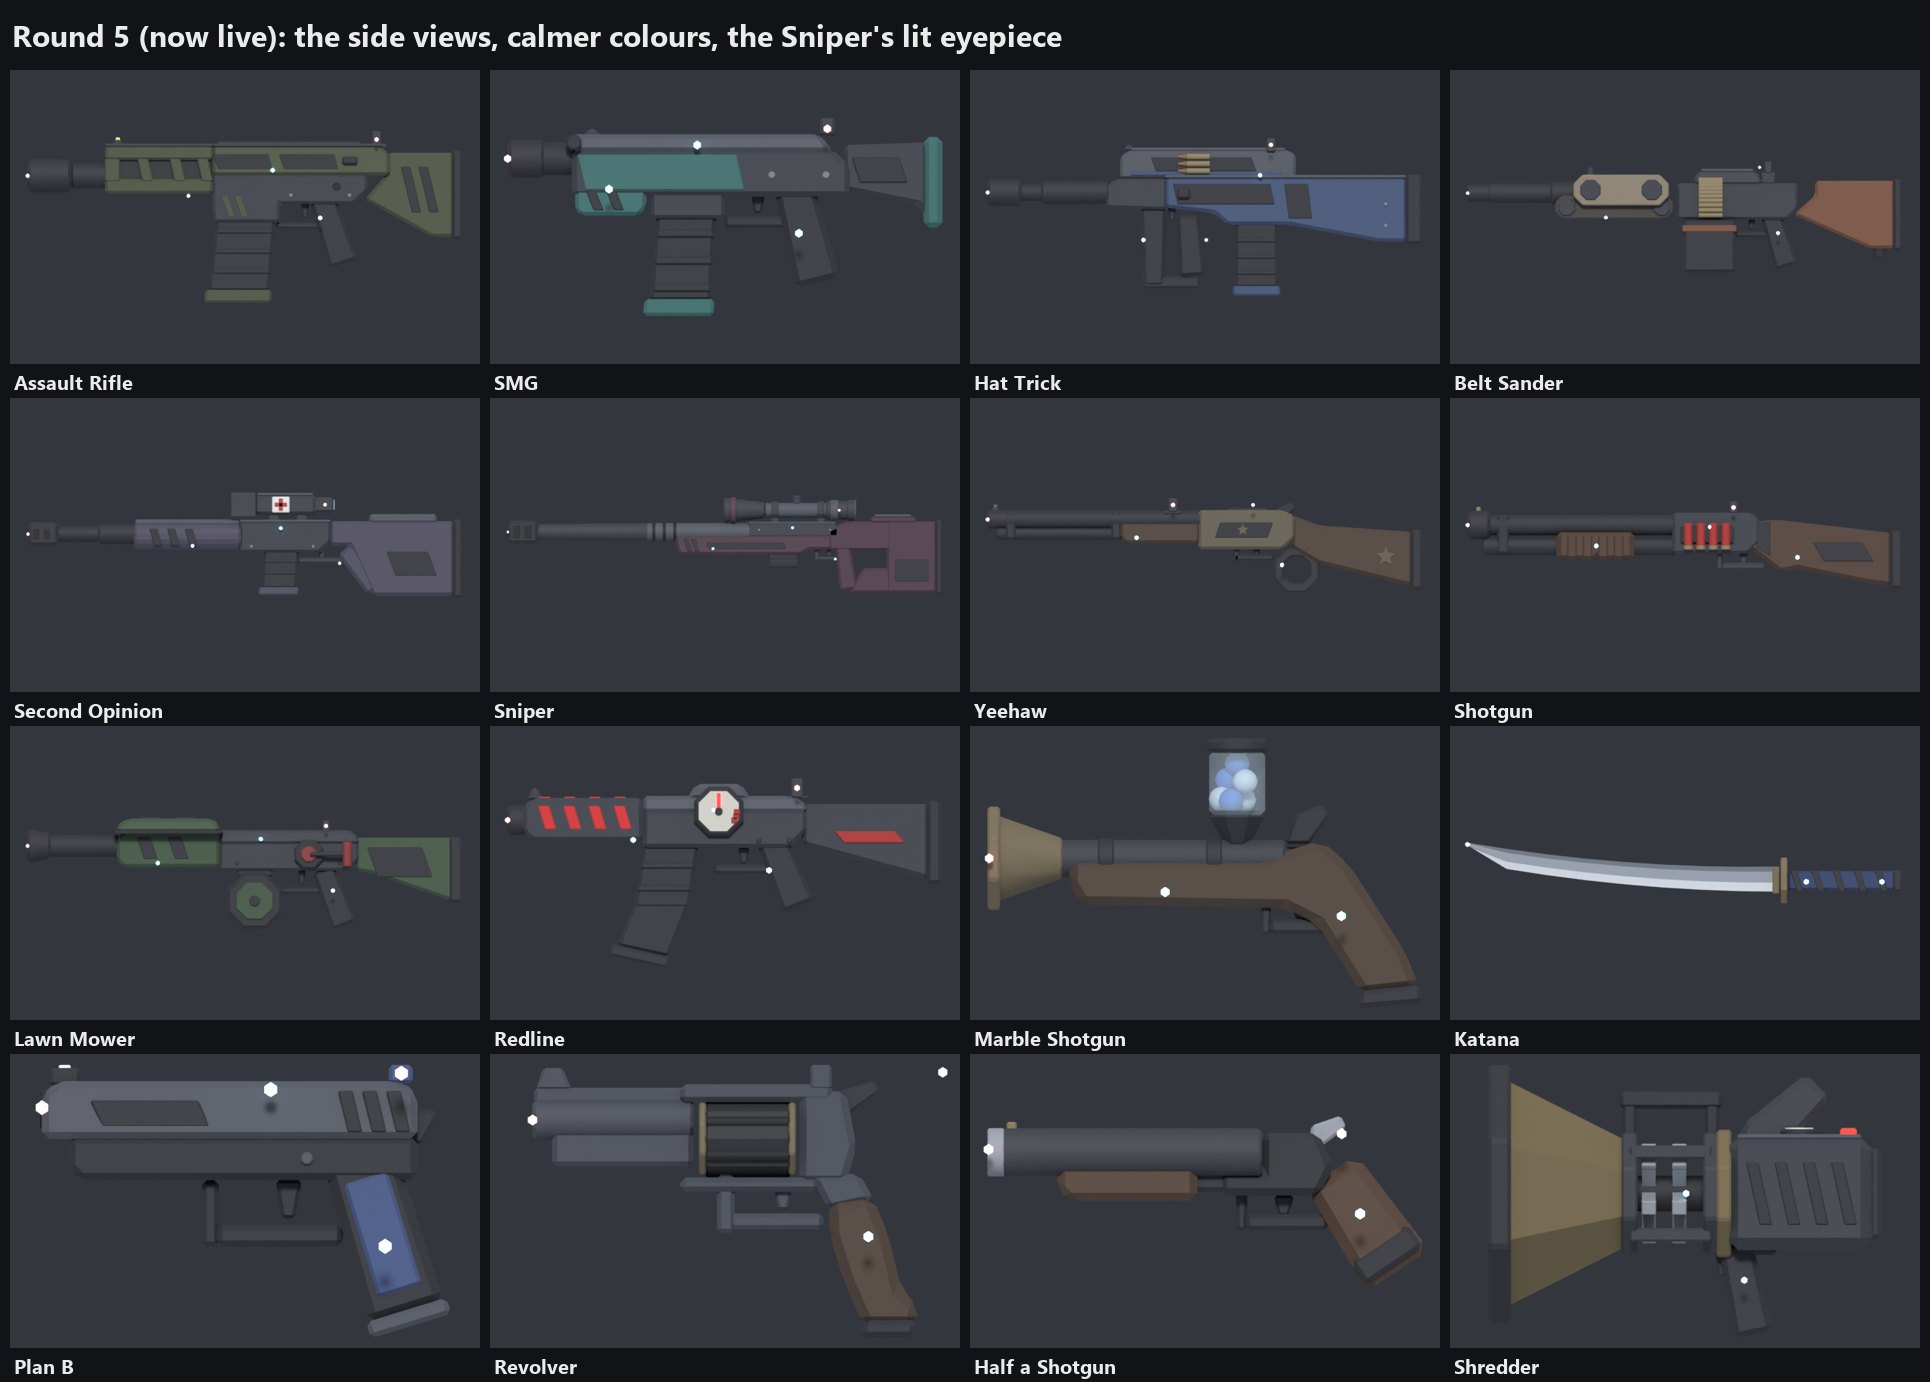 Round 5 (now live): the side views, calmer colours, the Sniper's lit eyepiece
Assault Rifle
SMG
Hat Trick
Belt Sander
Second Opinion
Sniper
Yeehaw
Shotgun
Lawn Mower
Redline
Marble Shotgun
Katana
Plan B
Revolver
Half a Shotgun
Shredder